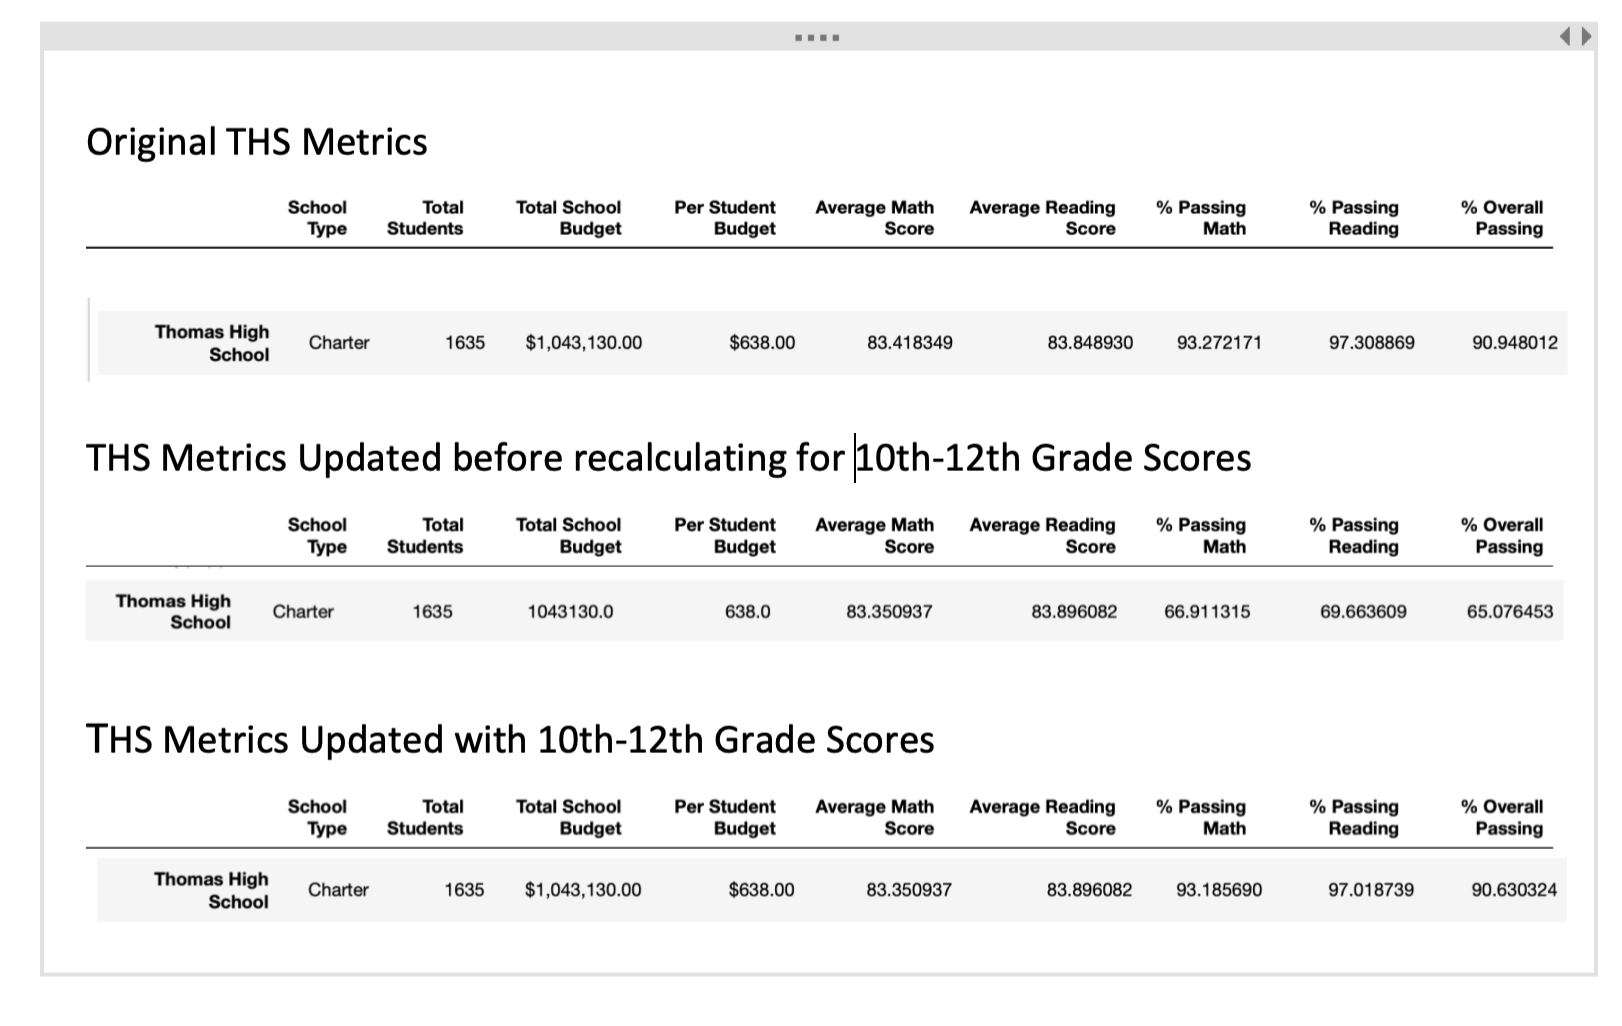 Original THS Metrics
School Total Total School Per Student Average Math Average Reading % Passing % Passing % Overall
Type Students Budget Budget Score Score Math Reading Passing
Thomas High
School Charter 1635 $1,043,130.00 $638.00 83.418349 83.848930 93.272171 97.308869 90.948012
THS Metrics Updated before recalculating for 10th-12th Grade Scores
School Total Total School Per Student Average Math Average Reading % Passing % Passing % Overall
Type Students Budget Budget Score Score Math Reading Passing
Thomas High
School Charter 1635 1043130.0 638.0 83.350937 83.896082 66.911315 69.663609 65.076453
THS Metrics Updated with 10th-12th Grade Scores
School Total Total School Per Student Average Math Average Reading % Passing % Passing % Overall
Type Students Budget Budget Score Score Math Reading Passing
Thomas High
School Charter 1635 $1,043,130.00 $638.00 83.350937 83.896082 93.185690 97.018739 90.630324